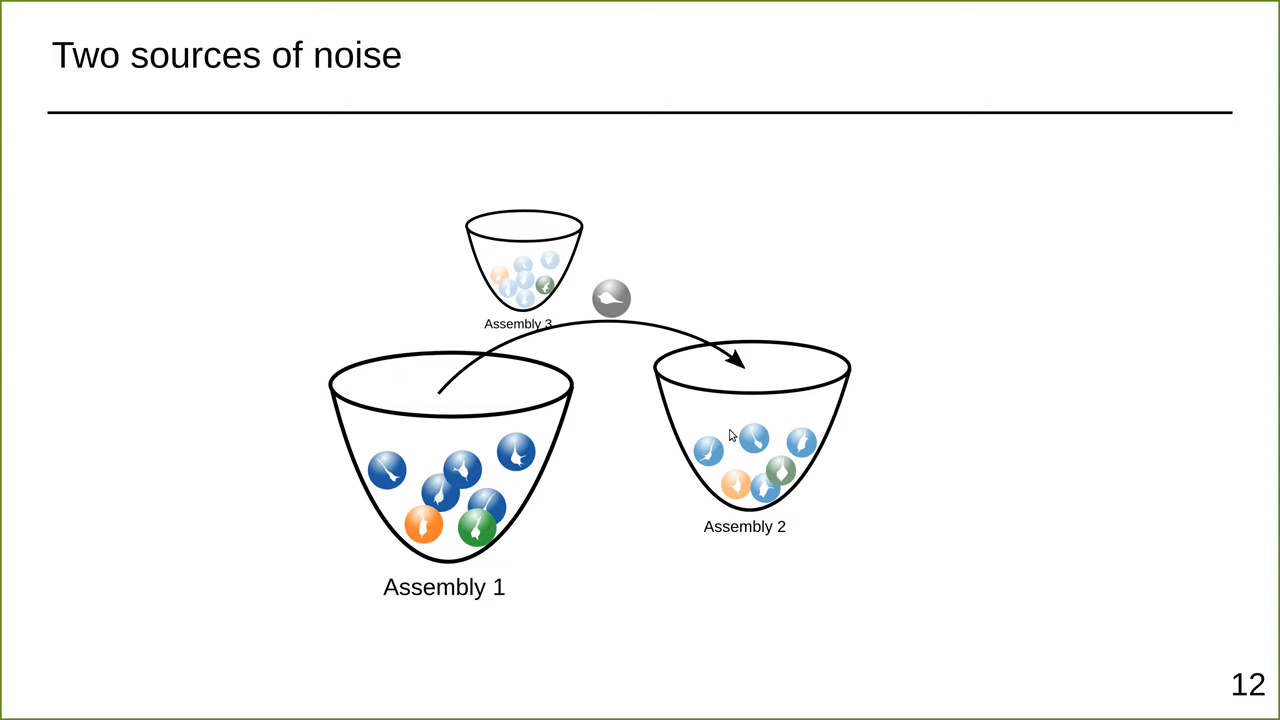 Two sources of noise
Assembly 3
Assembly 2
Assembly 1
12